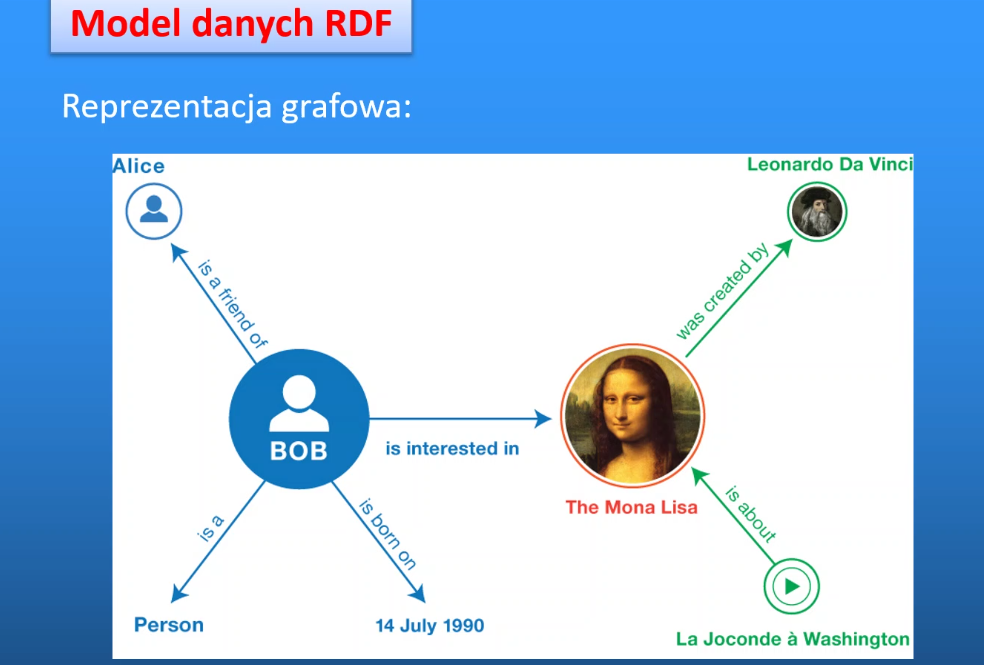 Model danych RDF
Reprezentacja grafowa:
Alice
Leonardo Da Vinci
is a friend of
was created by
BOB
is interested in
The Mona Lisa
is a
is born on
is about
Person
14 July 1990
La Joconde à Washington